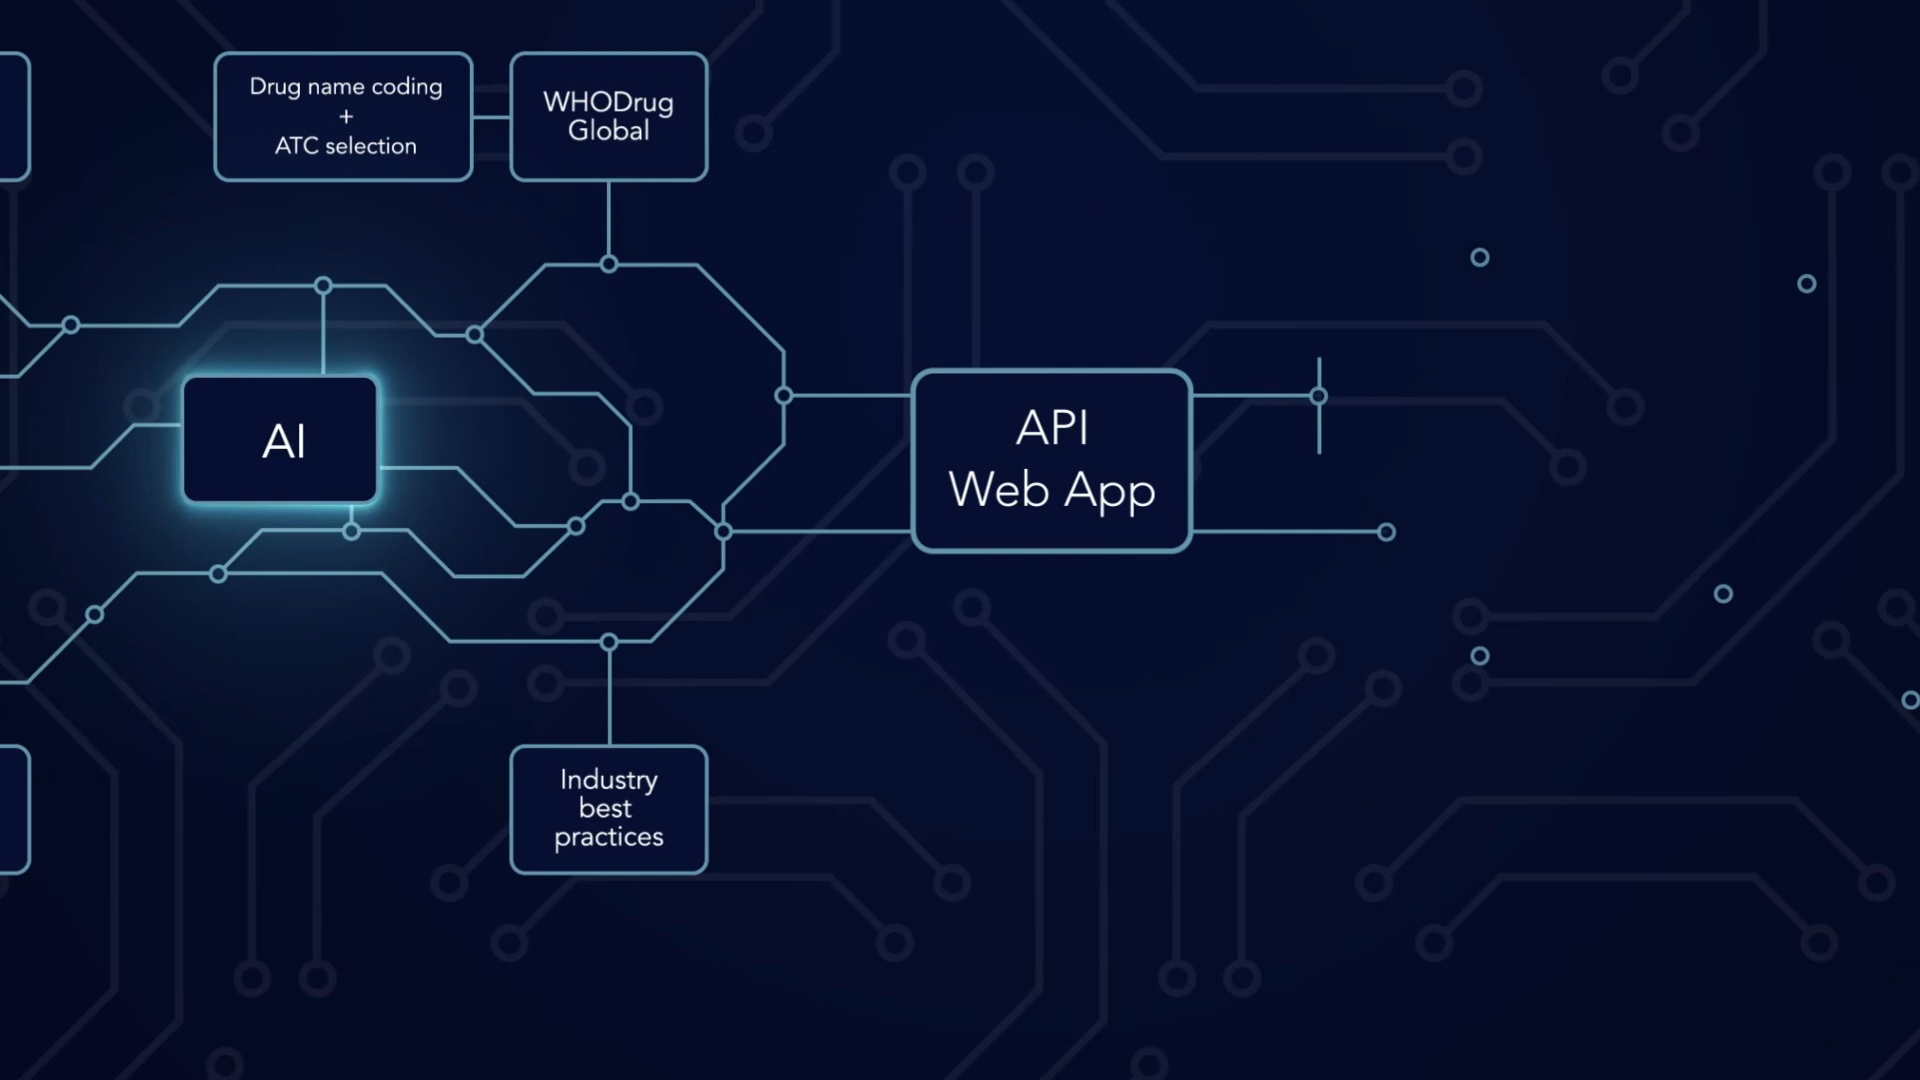 Drug name coding
+
ATC selection
WHODrug
Global
AI
API
Web App
Industry
best
practices